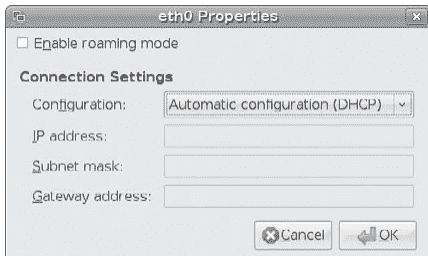 eth0 Properties
Enable roaming mode
Connection Settings
Configuration: Automatic configuration (DHCP)
IP address:
Subnet mask:
Gateway address:
Cancel OK